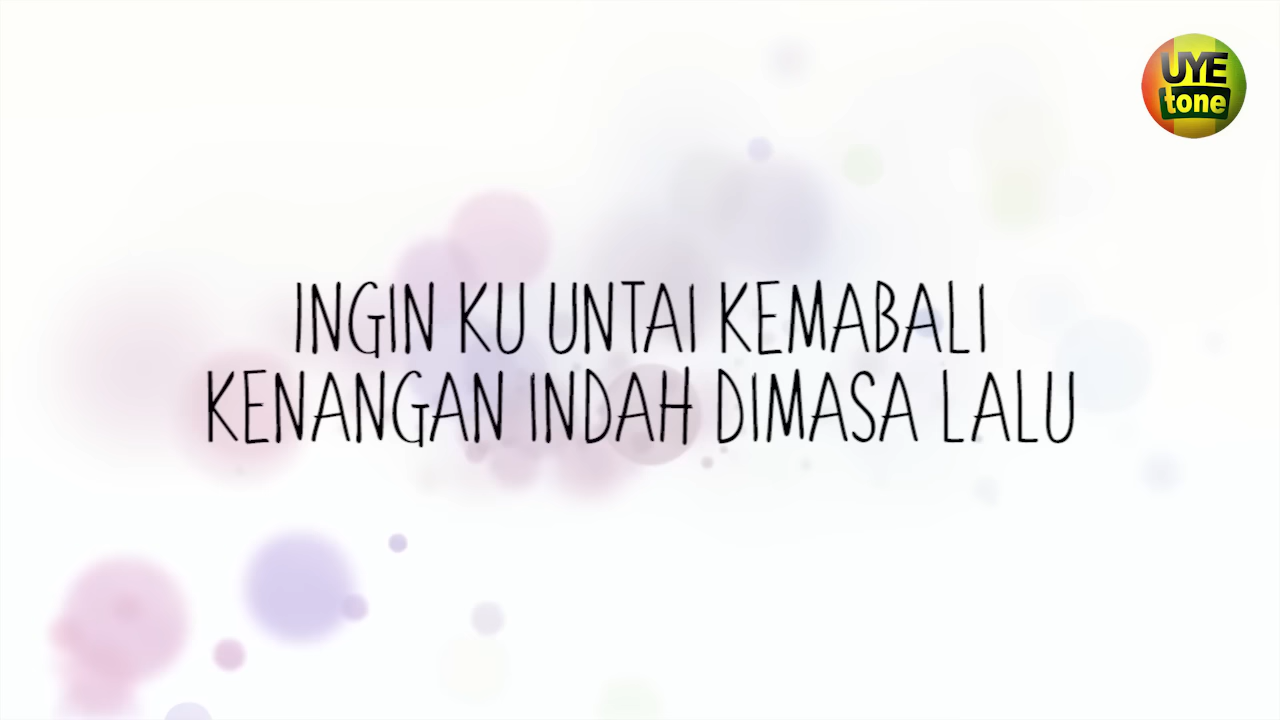 UYE
tone
INGIN KU UNTAI KEMABALI
KENANGAN INDAH DIMASA LALU